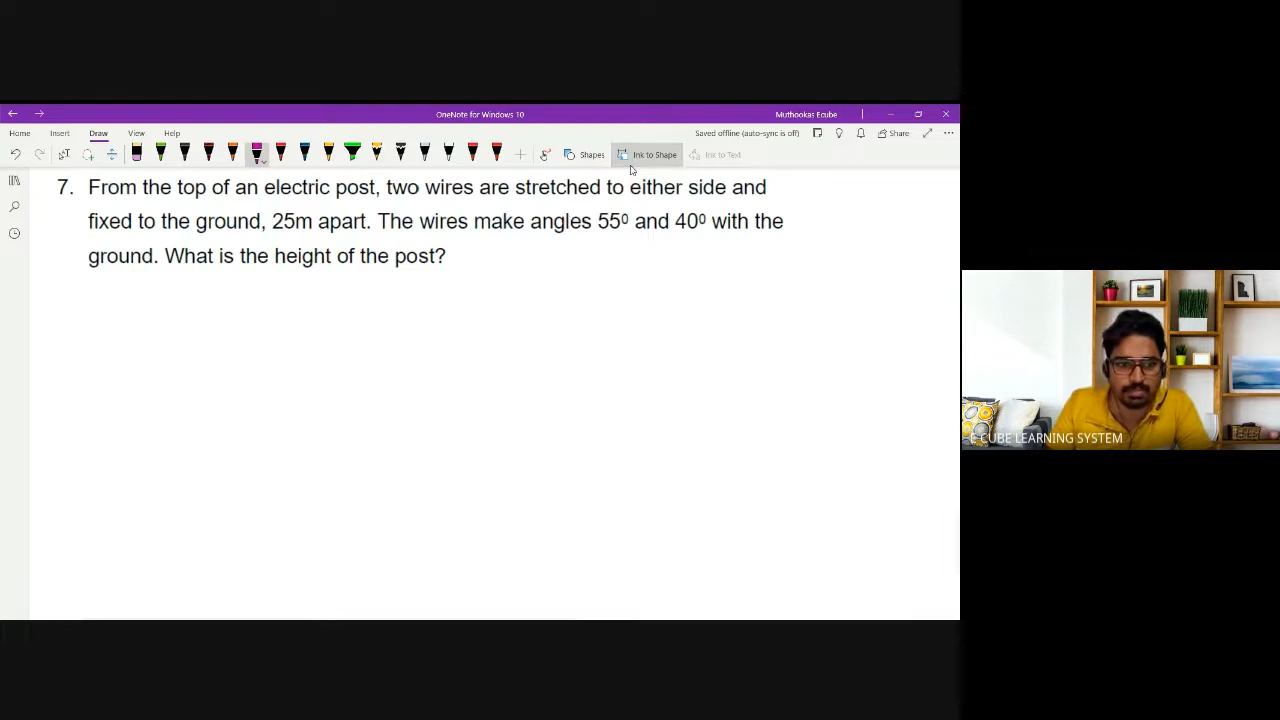 OneNote for Windows 10
Muthookas Ecube
Home Insert Draw View Help
Saved offline (auto-sync is off)
Share
Shapes
Ink to Shape
Ink to Text
7. From the top of an electric post, two wires are stretched to either side and
fixed to the ground, 25m apart. The wires make angles 55⁰ and 40⁰ with the
ground. What is the height of the post?
E CUBE LEARNING SYSTEM